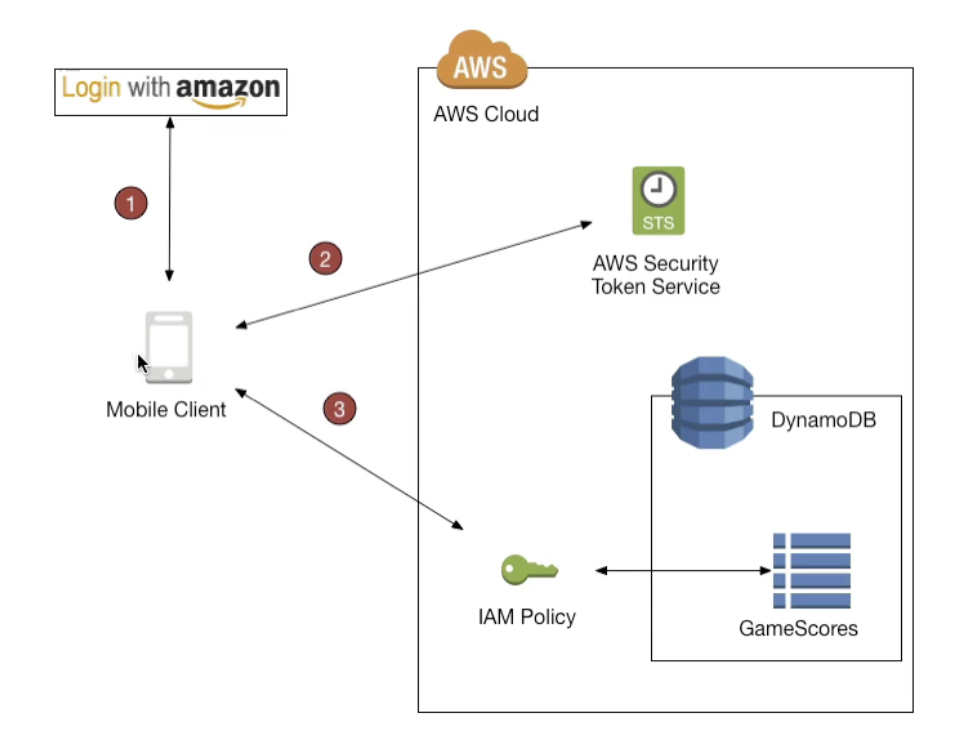 Login with amazon
AWS
AWS Cloud
1
STS
2
AWS Security
Token Service
Mobile Client
3
DynamoDB
IAM Policy
GameScores